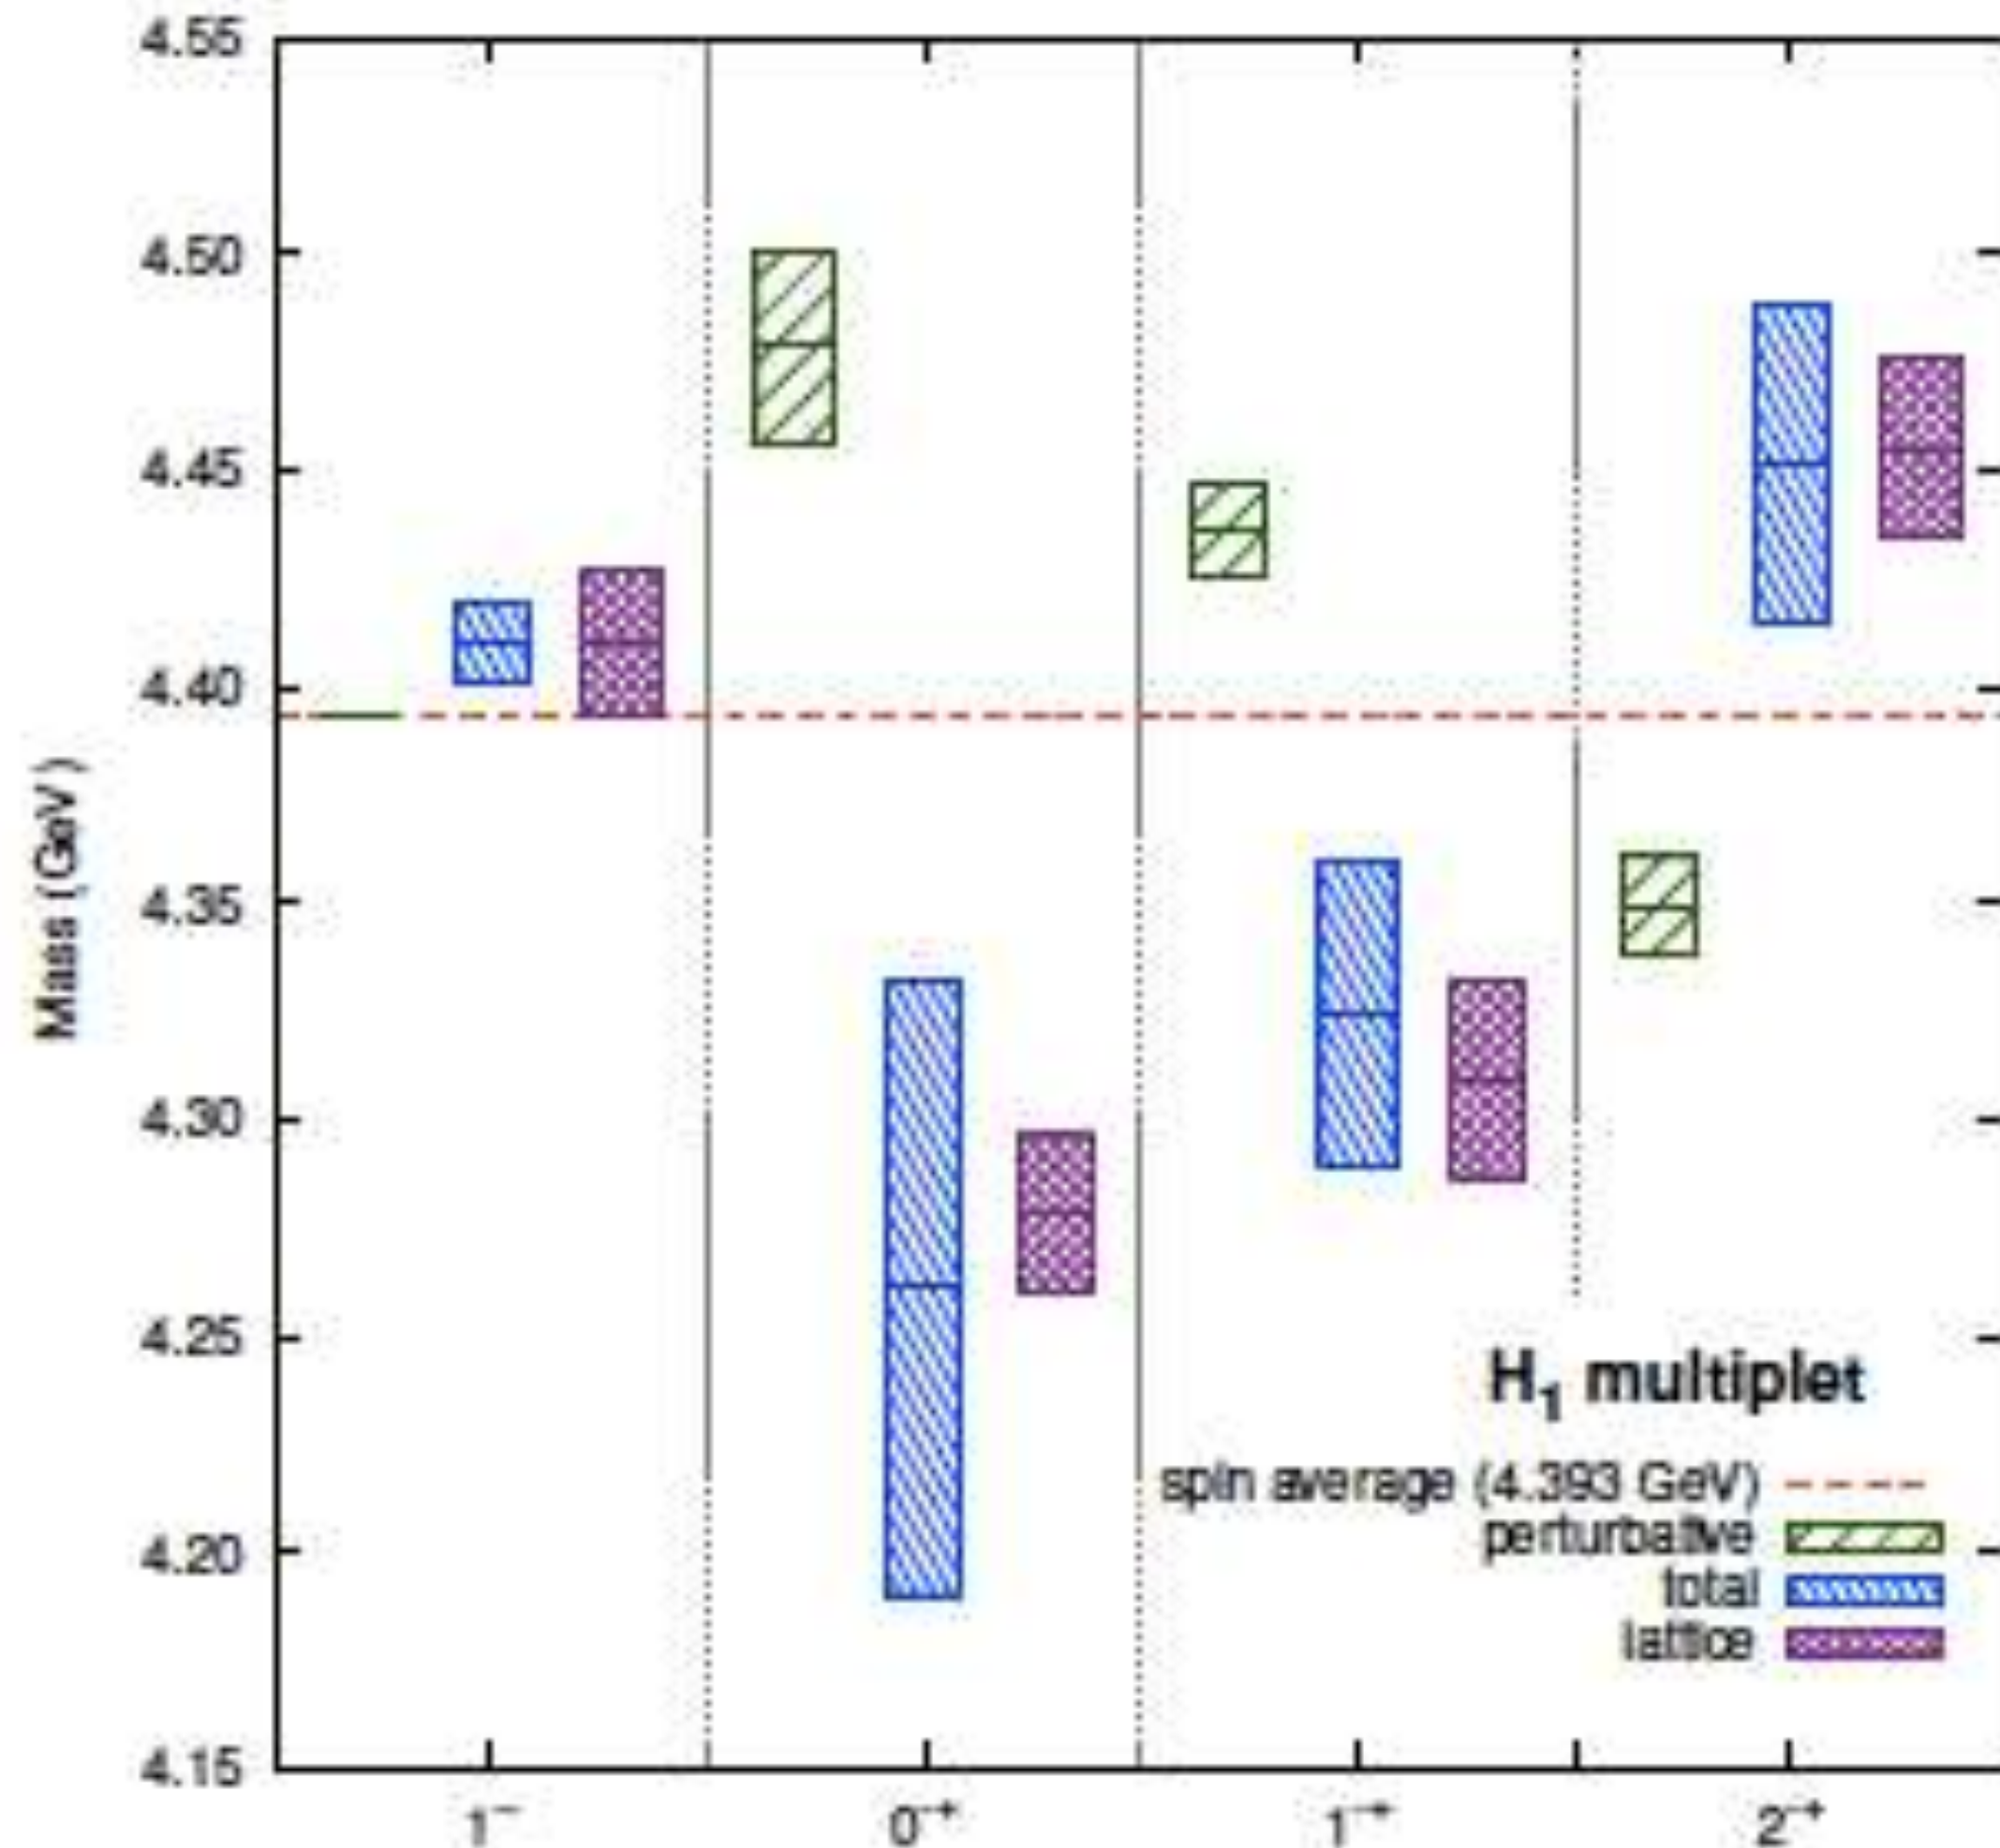 4.55
4.50
4.45
4.40
4.35
4.30
4.25
4.20
4.15
Mass (GeV)
H₁ multiplet
spin average (4.393 GeV)
perturbative
total
lattice
1⁻⁻
0⁻⁺
1⁻⁺
2⁻⁺